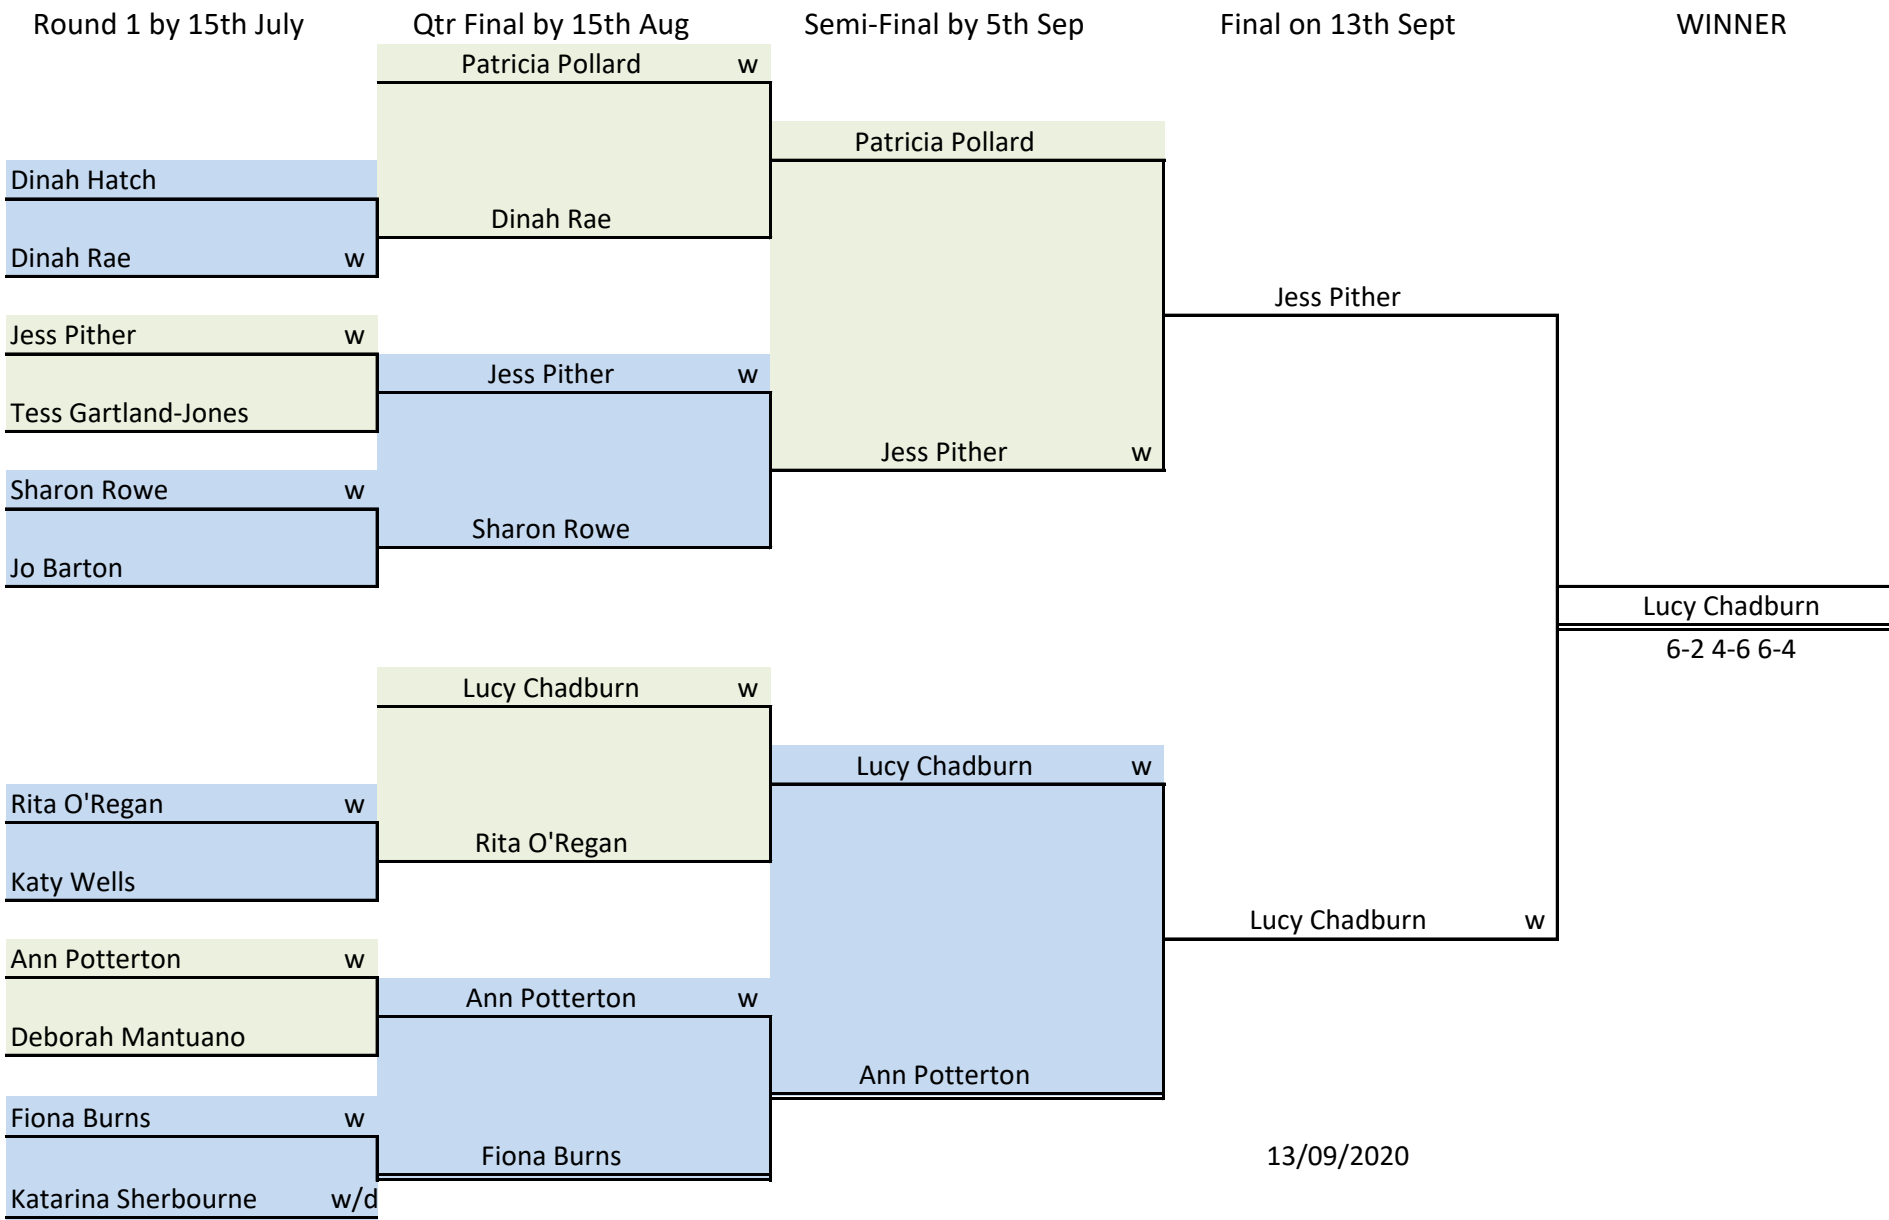 Round 1 by 15th July Qtr Final by 15th Aug Semi-Final by 5th Sep Final on 13th Sept WINNER
Patricia Pollard w
Patricia Pollard
Dinah Hatch
Dinah Rae
Dinah Rae w
Jess Pither
Jess Pither w
Jess Pither w
Tess Gartland-Jones
Jess Pither w
Sharon Rowe w
Sharon Rowe
Jo Barton
Lucy Chadburn
6-2 4-6 6-4
Lucy Chadburn w
Lucy Chadburn w
Rita O'Regan w
Rita O'Regan
Katy Wells
Lucy Chadburn w
Ann Potterton w
Ann Potterton w
Deborah Mantuano
Ann Potterton
Fiona Burns w
Fiona Burns 13/09/2020
Katarina Sherbourne w/d